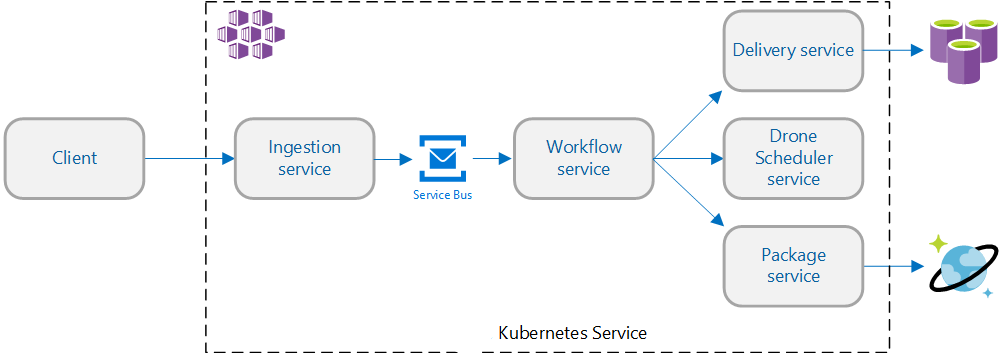 Client
Ingestion
service
Service Bus
Workflow
service
Delivery service
Drone
Scheduler
service
Package
service
Kubernetes Service